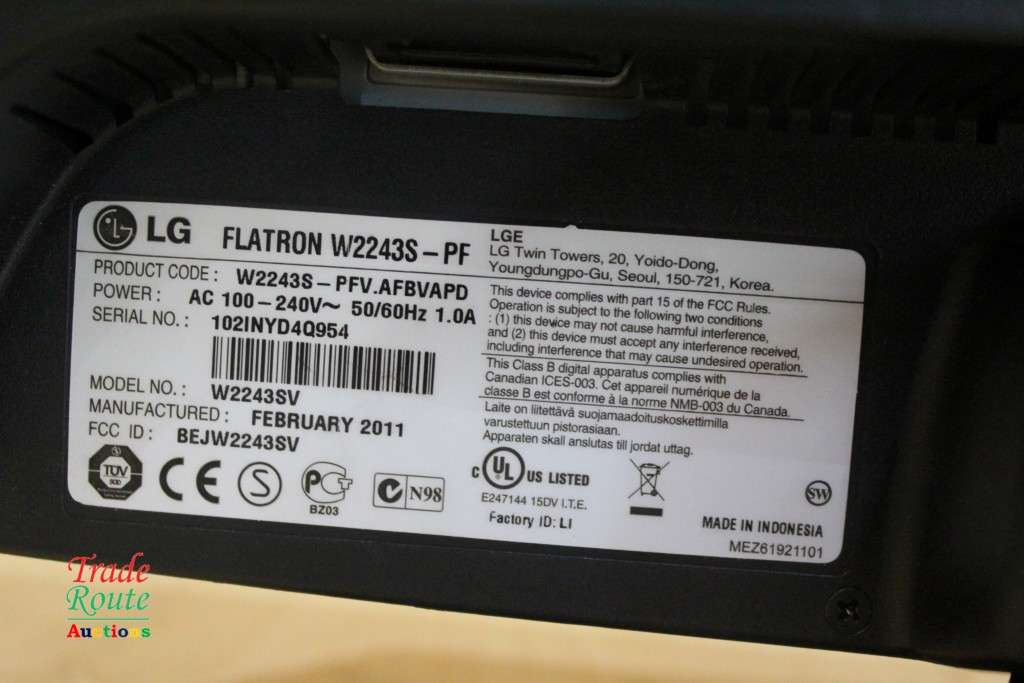 LG FLATRON W2243S-PF
PRODUCT CODE : W2243S-PFV.AFBVAPD
POWER : AC 100-240V~ 50/60Hz 1.0A
SERIAL NO. : 102INYD4Q954
MODEL NO. : W2243SV
MANUFACTURED : FEBRUARY 2011
FCC ID : BEJW2243SV
TÜV
SÜD
CE
S
PCT
BZ03
N98
LGE
LG Twin Towers, 20, Yoido-Dong,
Youngdungpo-Gu, Seoul, 150-721, Korea.
This device complies with part 15 of the FCC Rules.
Operation is subject to the following two conditions
: (1) this device may not cause harmful interference,
and (2) this device must accept any interference received,
including interference that may cause undesired operation.
This Class B digital apparatus complies with
Canadian ICES-003. Cet appareil numérique de la
classe B est conforme à la norme NMB-003 du Canada.
Laite on liitettävä suojamaadoituskoskettimilla
varustettuun pistorasiaan.
Apparaten skall anslutas till jordat uttag.
C UL US LISTED
E247144 15DV I.T.E.
Factory ID: LI
SW
MADE IN INDONESIA
MEZ61921101
Trade
Route
Auctions